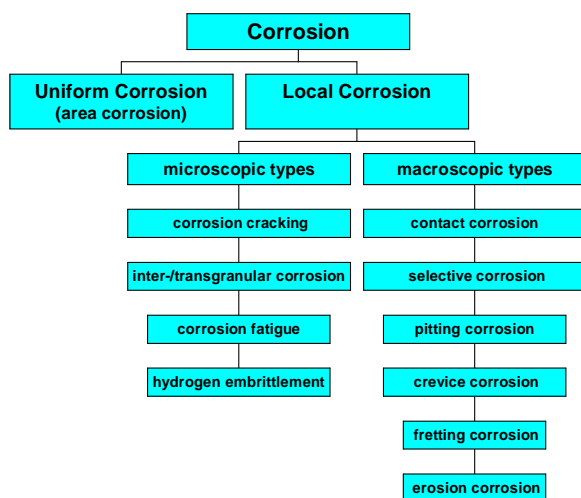 Corrosion
Uniform Corrosion
(area corrosion)
Local Corrosion
microscopic types
corrosion cracking
inter-/transgranular corrosion
corrosion fatigue
hydrogen embrittlement
macroscopic types
contact corrosion
selective corrosion
pitting corrosion
crevice corrosion
fretting corrosion
erosion corrosion